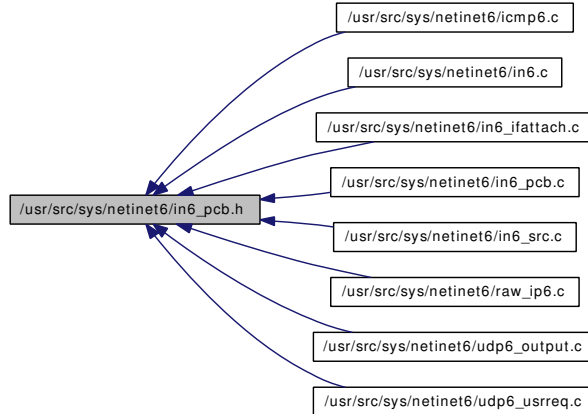 /usr/src/sys/netinet6/icmp6.c
/usr/src/sys/netinet6/in6.c
/usr/src/sys/netinet6/in6_ifattach.c
/usr/src/sys/netinet6/in6_pcb.c
/usr/src/sys/netinet6/in6_pcb.h
/usr/src/sys/netinet6/in6_src.c
/usr/src/sys/netinet6/raw_ip6.c
/usr/src/sys/netinet6/udp6_output.c
/usr/src/sys/netinet6/udp6_usrreq.c